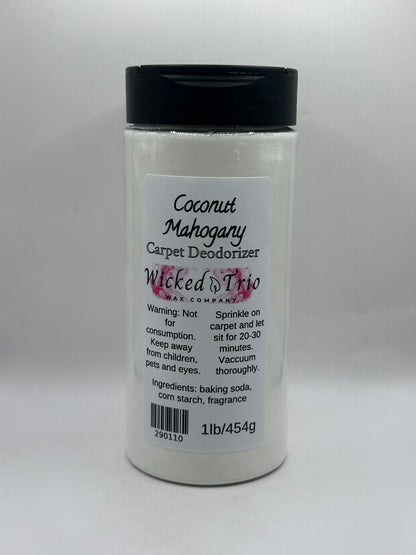 Coconut
Mahogany
Carpet Deodorizer
Wicked Trio
WAX COMPANY
Warning: Not
for
consumption.
Keep away
from children,
pets and eyes.
Sprinkle on
carpet and let
sit for 20-30
minutes.
Vaccuum
thoroughly.
Ingredients: baking soda,
corn starch, fragrance
290110
1lb/454g